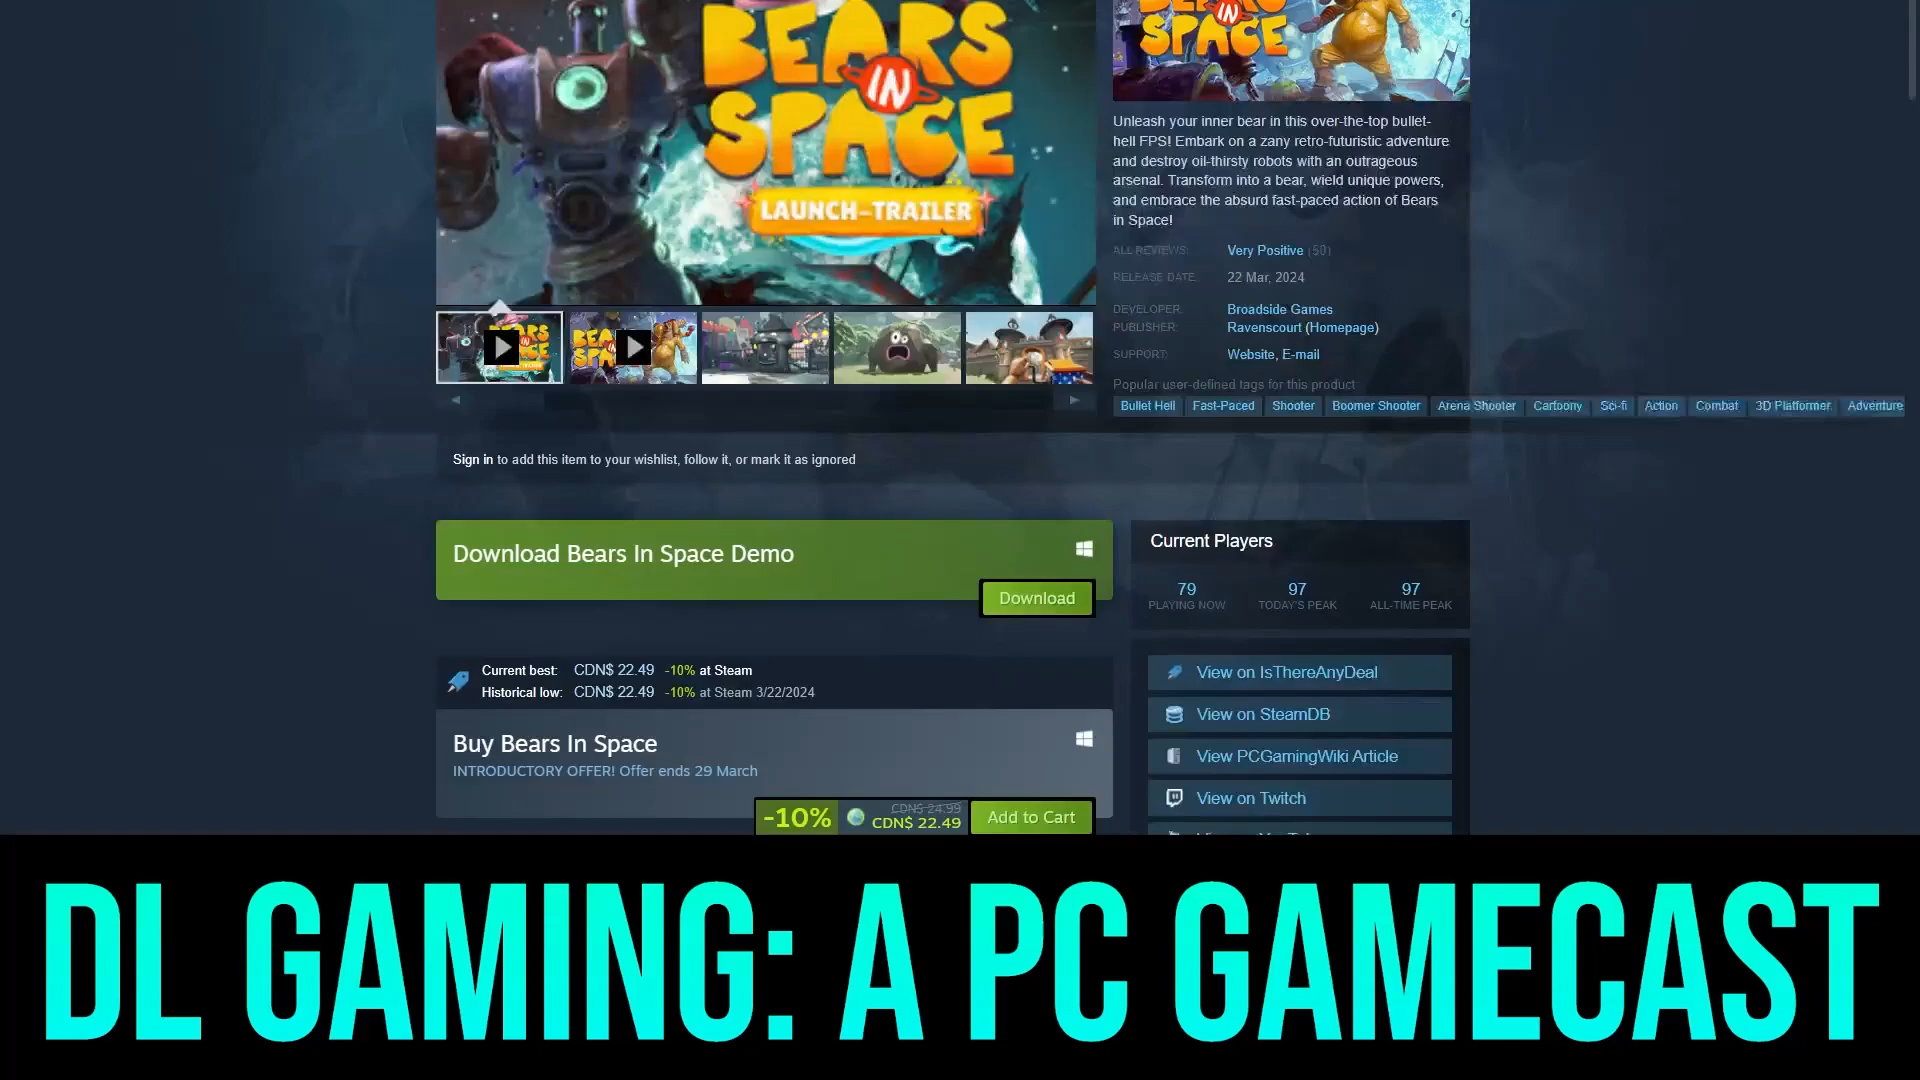 BEARS
IN
SPACE
LAUNCH-TRAILER
IN
SPACE
Unleash your inner bear in this over-the-top bullet-
hell FPS! Embark on a zany retro-futuristic adventure
and destroy oil-thirsty robots with an outrageous
arsenal. Transform into a bear, wield unique powers,
and embrace the absurd fast-paced action of Bears
in Space!
ALL REVIEWS: Very Positive (59)
RELEASE DATE: 22 Mar, 2024
DEVELOPER: Broadside Games
PUBLISHER: Ravenscourt (Homepage)
SUPPORT: Website, E-mail
Popular user-defined tags for this product
Bullet Hell Fast-Paced Shooter Boomer Shooter Arena Shooter Cartoony Sci-fi Action Combat 3D Platformer Adventure
Sign in to add this item to your wishlist, follow it, or mark it as ignored
Download Bears In Space Demo
Download
Current Players
79 97 97
PLAYING NOW TODAY'S PEAK ALL-TIME PEAK
Current best: CDN$ 22.49 -10% at Steam
Historical low: CDN$ 22.49 -10% at Steam 3/22/2024
Buy Bears In Space
INTRODUCTORY OFFER! Offer ends 29 March
-10% CDN$ 24.99
CDN$ 22.49
Add to Cart
View on IsThereAnyDeal
View on SteamDB
View PCGamingWiki Article
View on Twitch
DL GAMING: A PC GAMECAST